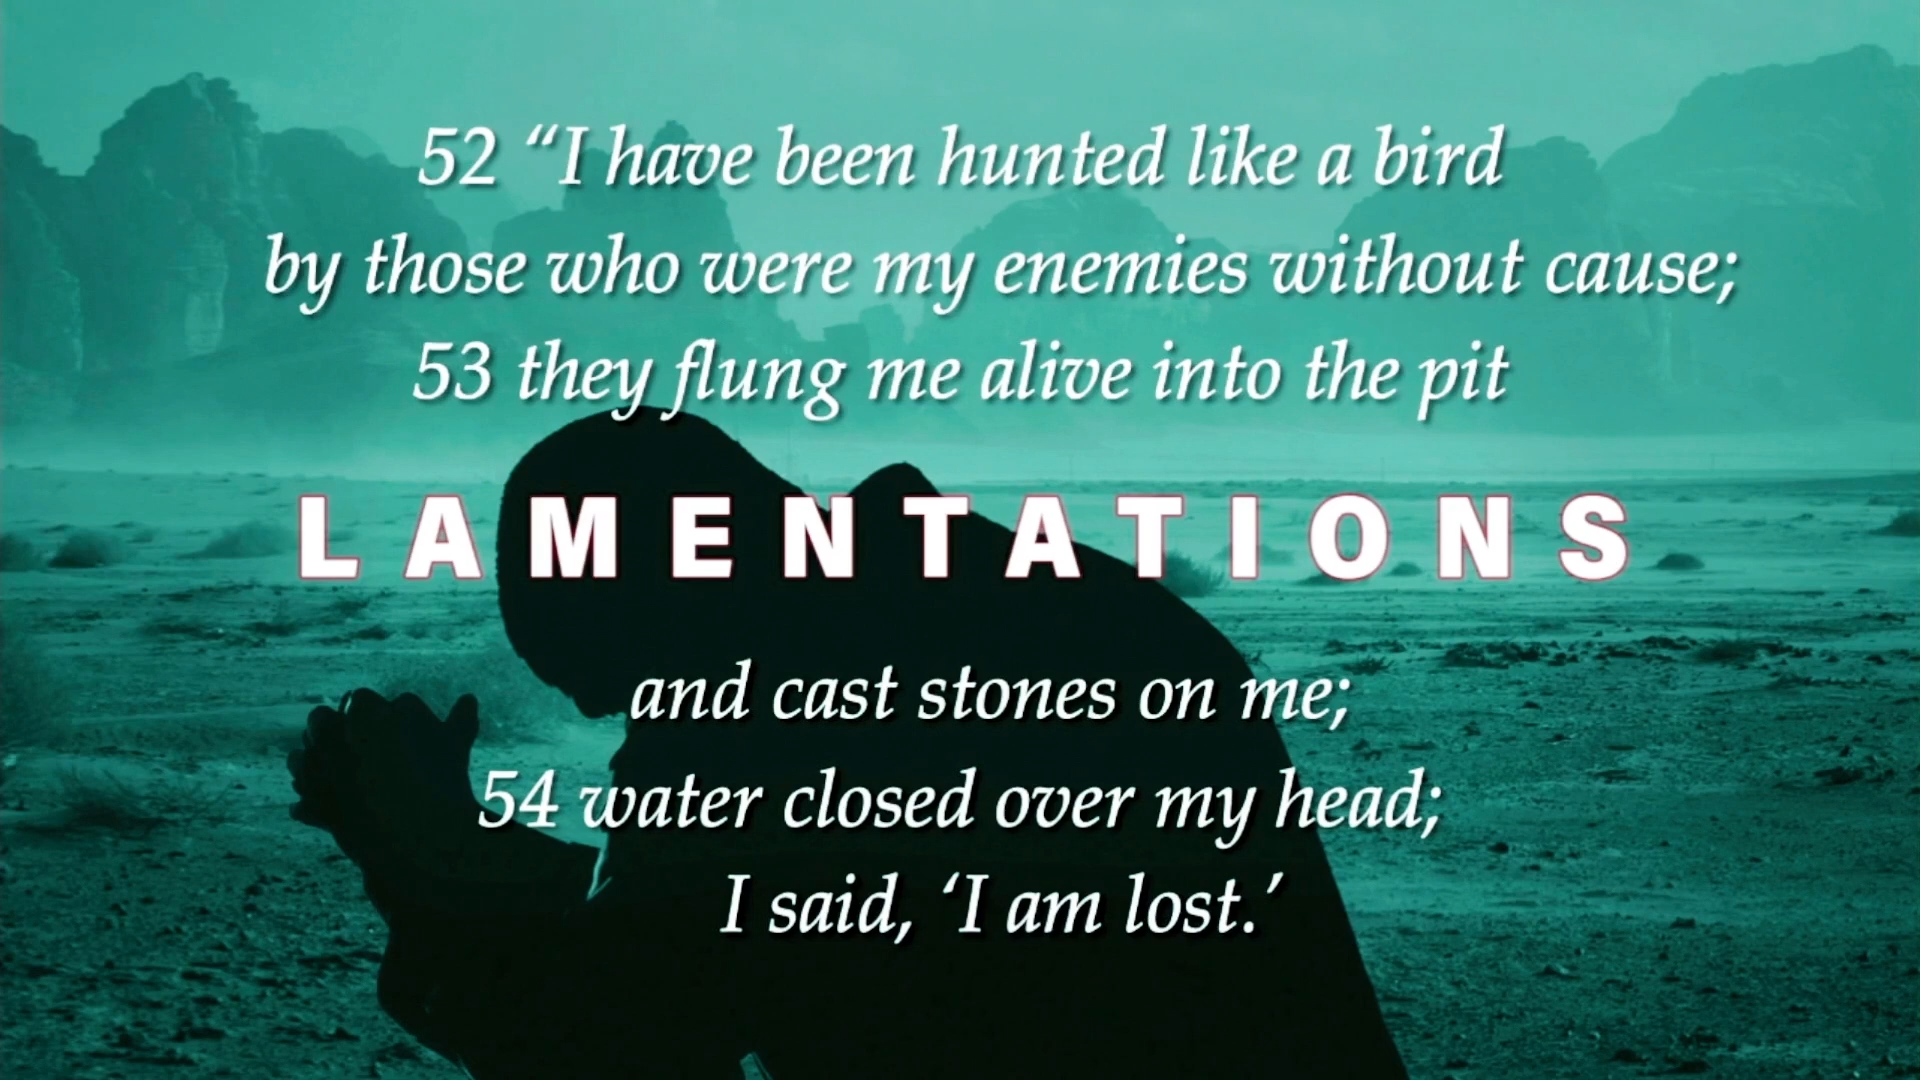 52 “I have been hunted like a bird
by those who were my enemies without cause;
53 they flung me alive into the pit
LAMENTATIONS
and cast stones on me;
54 water closed over my head;
I said, ‘I am lost.’